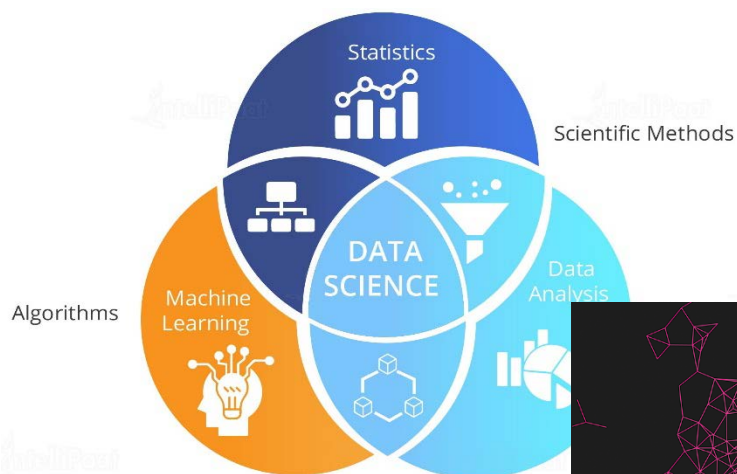 Statistics
Scientific Methods
DATA
SCIENCE
Data
Analysis
Machine
Learning
Algorithms